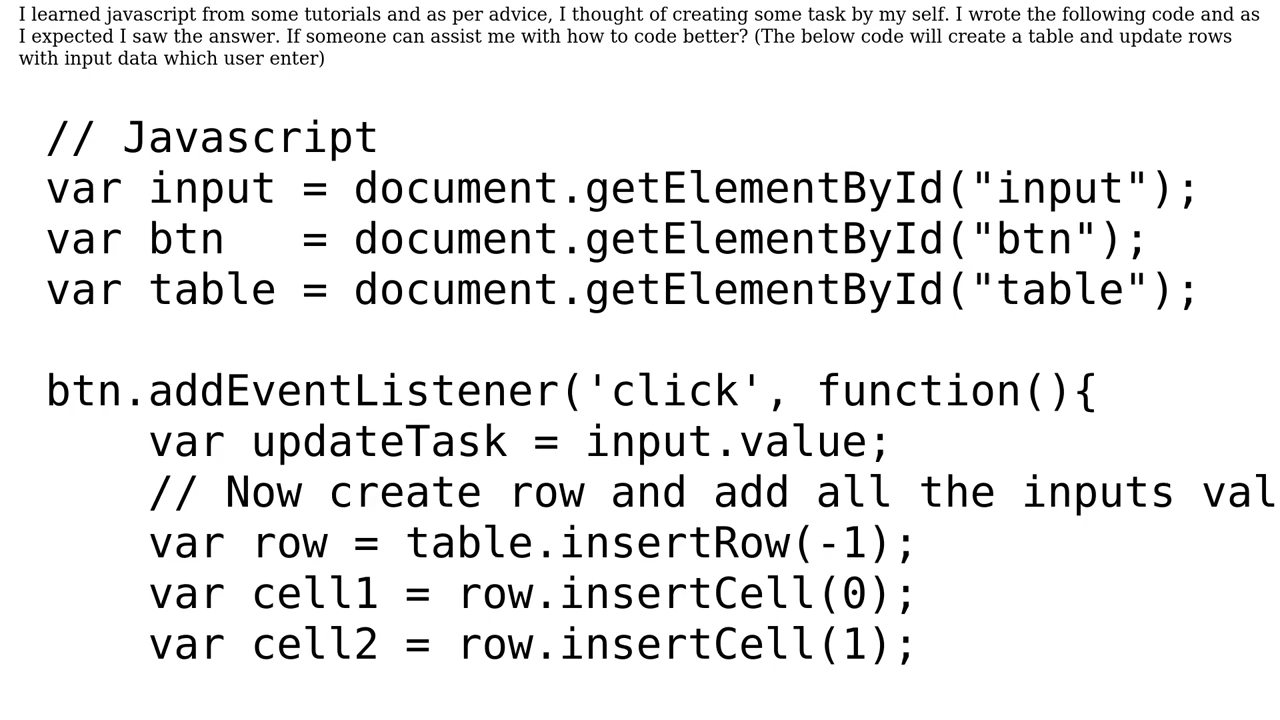 I learned javascript from some tutorials and as per advice, I thought of creating some task by my self. I wrote the following code and as
I expected I saw the answer. If someone can assist me with how to code better? (The below code will create a table and update rows
with input data which user enter)
// Javascript
var input = document.getElementById("input");
var btn   = document.getElementById("btn");
var table = document.getElementById("table");
btn.addEventListener('click', function(){
    var updateTask = input.value;
    // Now create row and add all the inputs val
    var row = table.insertRow(-1);
    var cell1 = row.insertCell(0);
    var cell2 = row.insertCell(1);